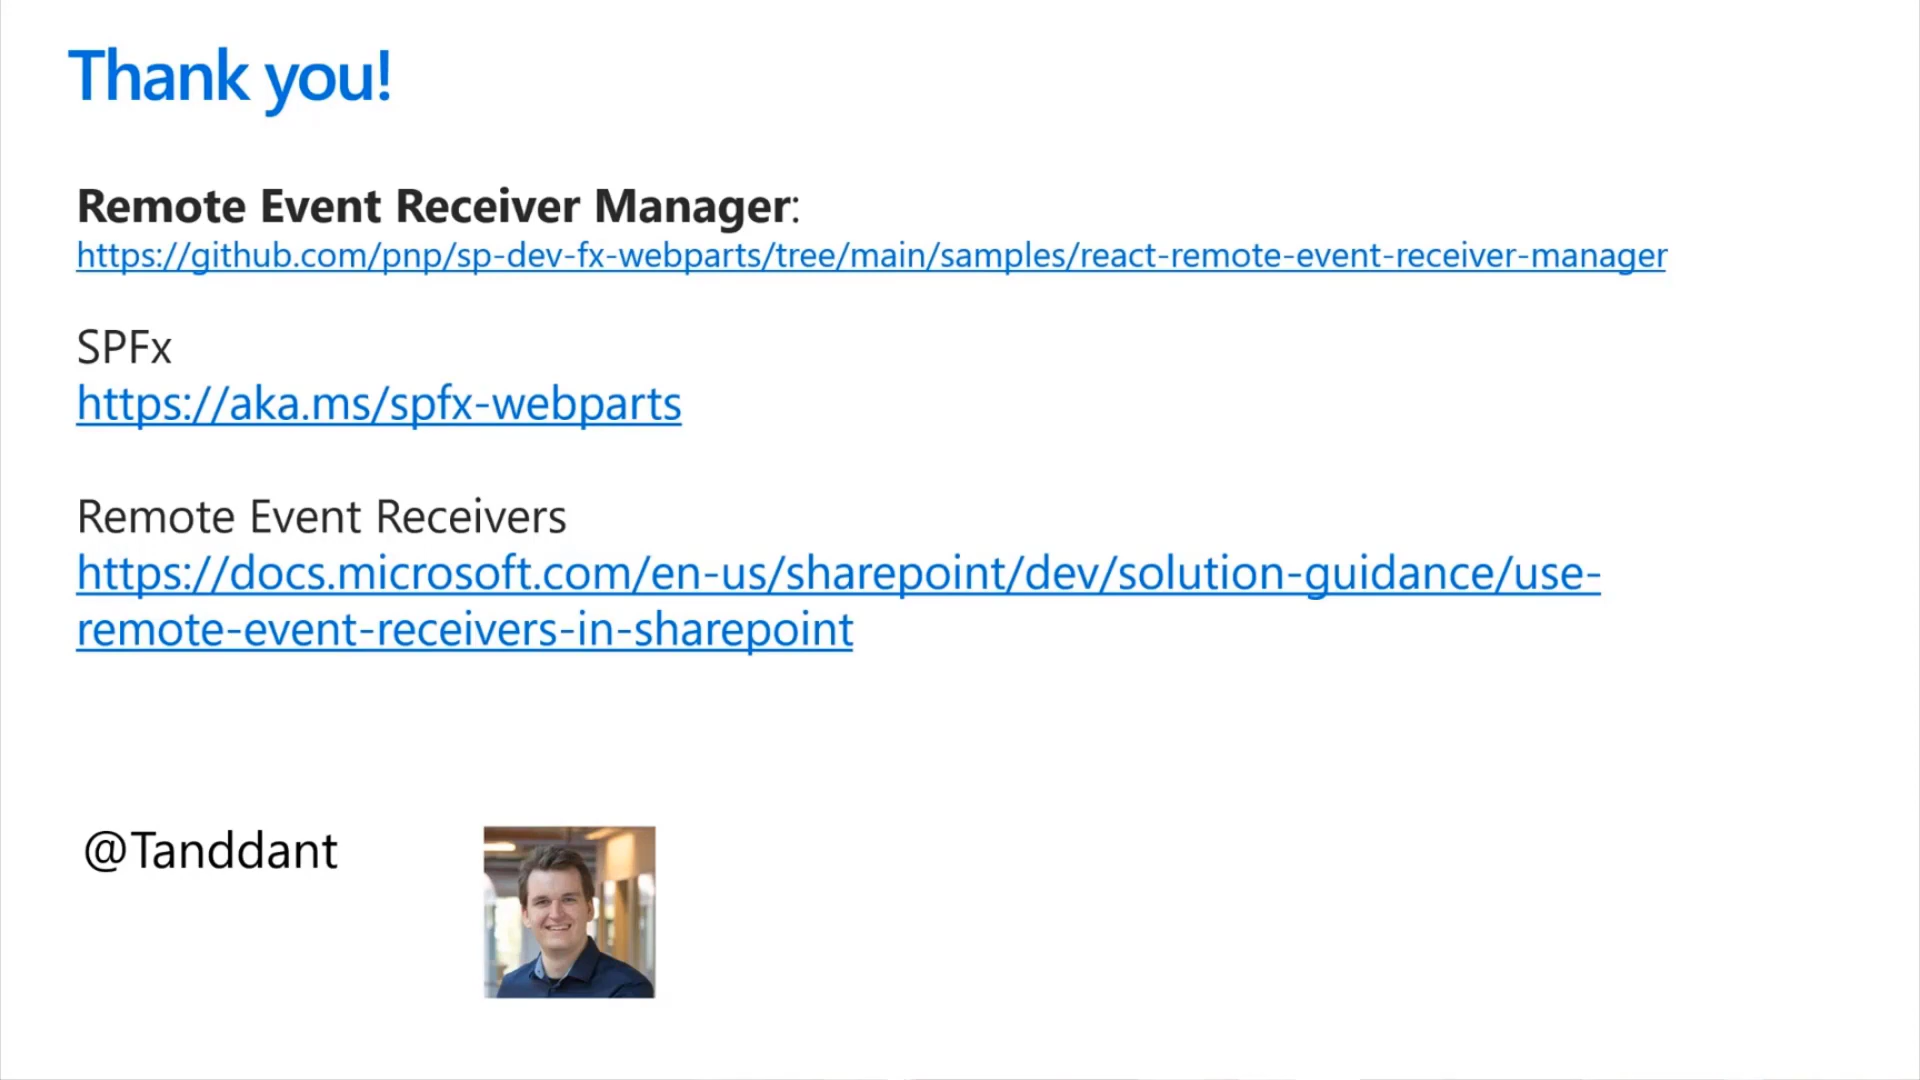 Thank you!
Remote Event Receiver Manager:
https://github.com/pnp/sp-dev-fx-webparts/tree/main/samples/react-remote-event-receiver-manager
SPFx
https://aka.ms/spfx-webparts
Remote Event Receivers
https://docs.microsoft.com/en-us/sharepoint/dev/solution-guidance/use-
remote-event-receivers-in-sharepoint
@Tanddant